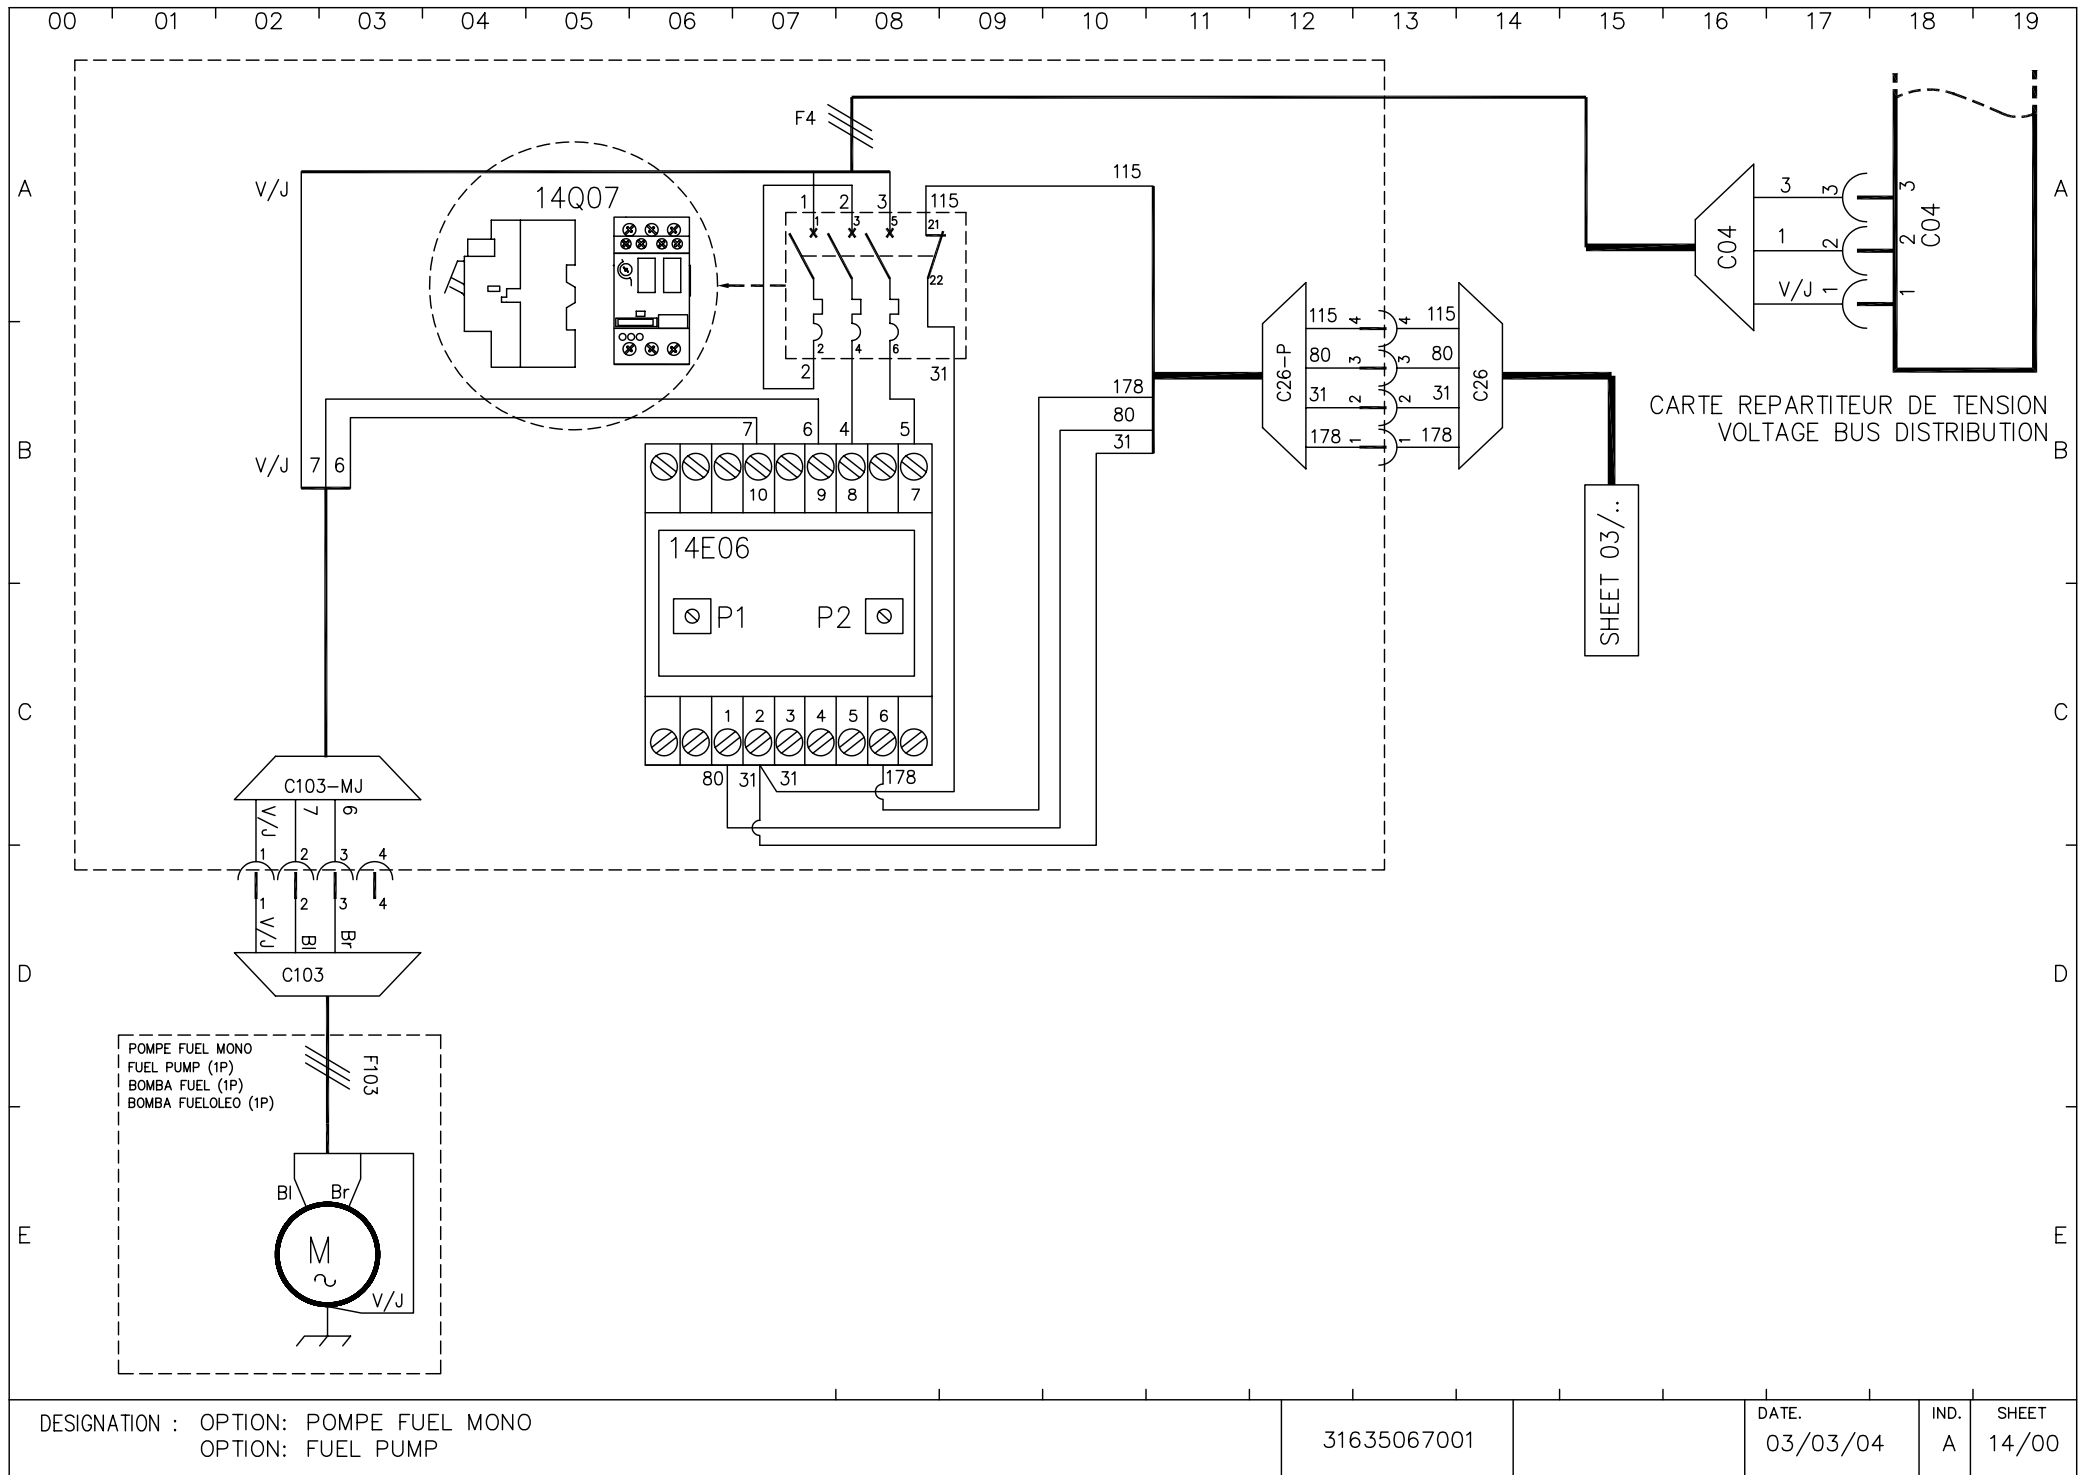 00 01 02 03 04 05 06 07 08 09 10 11 12 13 14 15 16 17 18 19
F4
A
V/J
14Q07
1 2 3 115
115
1 3 5 21
22
2 4 6
2
31
3 3 3
1 2 2
V/J 1 1
C04
C04
A
115 4 4 115
80 3 3 80
31 2 2 31
178 1 1 178
C26-P
C26
178
80
31
CARTE REPARTITEUR DE TENSION
VOLTAGE BUS DISTRIBUTION
B
V/J 7 6
7 6 4 5
B
10 9 8 7
14E06
P1 P2
SHEET 03/..
C
1 2 3 4 5 6
C
80 31 31 178
C103-MJ
V/J 7 6
1 2 3 4
1 2 3 4
V/J Bl Br
D
C103
D
POMPE FUEL MONO
FUEL PUMP (1P)
BOMBA FUEL (1P)
BOMBA FUELOLEO (1P)
F103
Bl Br
E
M
~
V/J
E
DESIGNATION : OPTION: POMPE FUEL MONO
OPTION: FUEL PUMP
31635067001
DATE.
03/03/04
IND.
A
SHEET
14/00